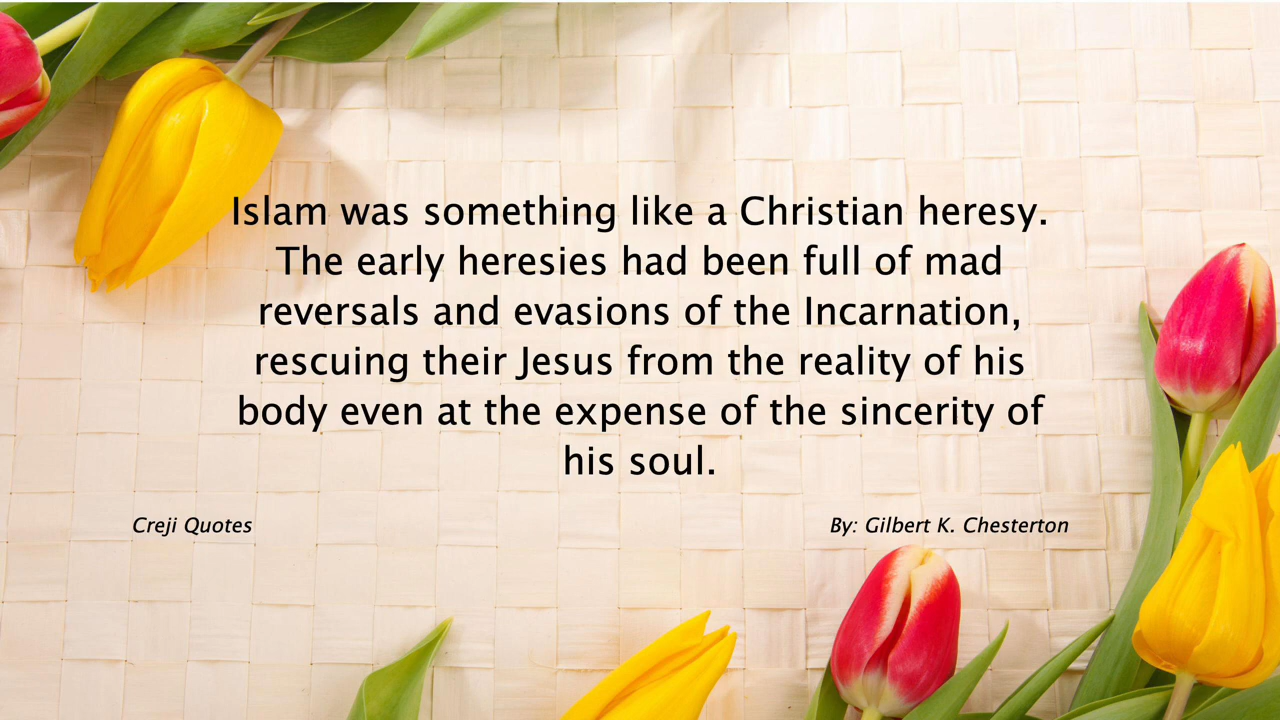 Islam was something like a Christian heresy.
The early heresies had been full of mad
reversals and evasions of the Incarnation,
rescuing their Jesus from the reality of his
body even at the expense of the sincerity of
his soul.
Creji Quotes
By: Gilbert K. Chesterton